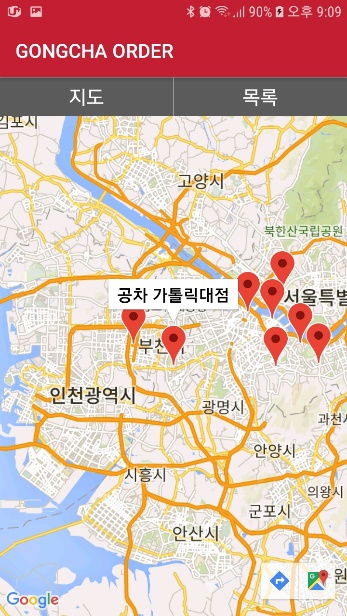 90% 오후 9:09
GONGCHA ORDER
지도 목록
김포시
고양시
북한산국립공원
공차 가톨릭대점
서울특별
부천시
인천광역시
광명시
과천시
안양시
시흥시
의왕시
군포시
안산시
원
Google